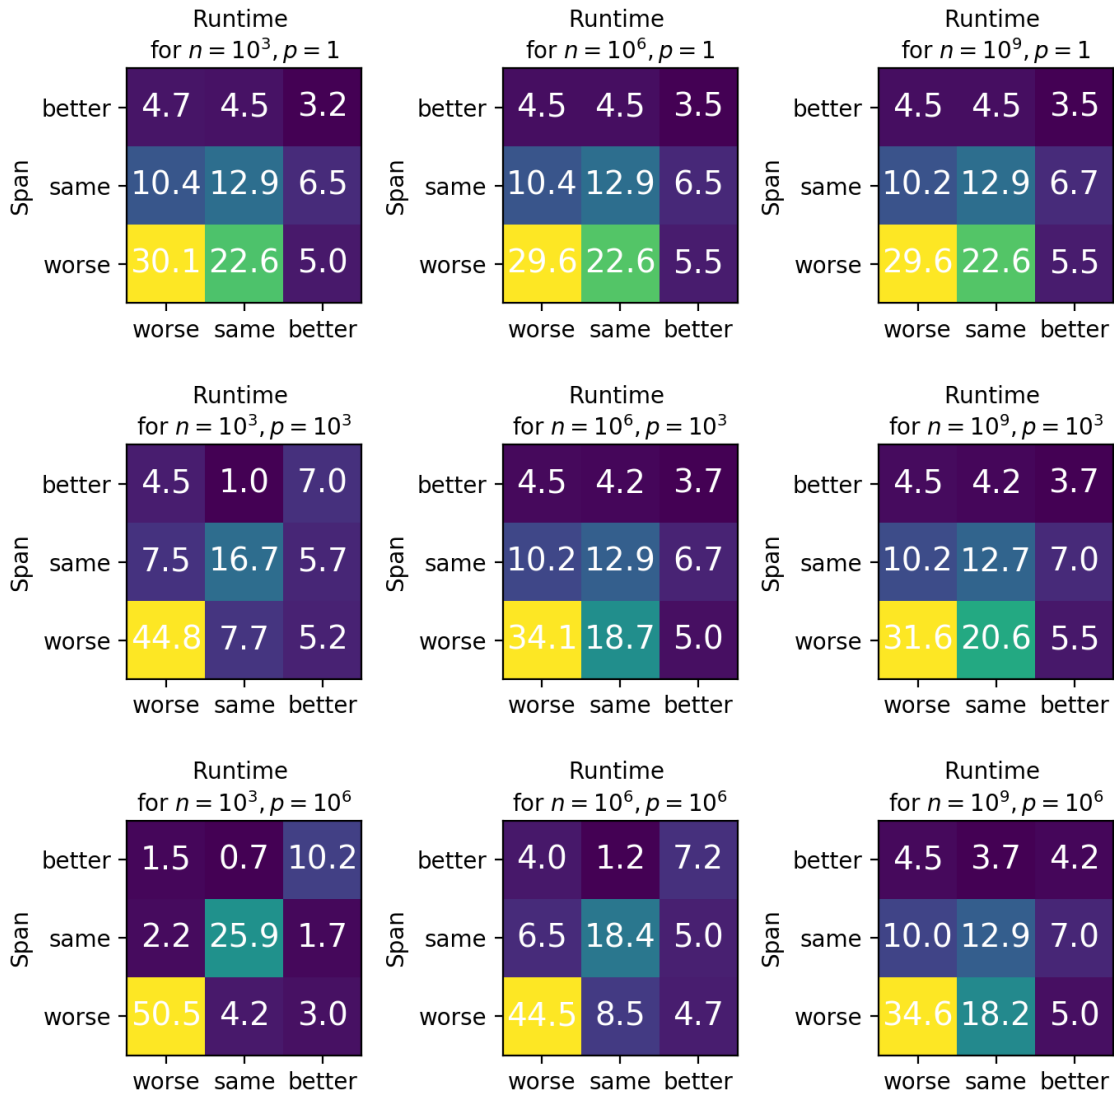 Runtime
for $n = 10^3, p = 1$
Runtime
for $n = 10^6, p = 1$
Runtime
for $n = 10^9, p = 1$
Span
better
same
worse
4.7 4.5 3.2
10.4 12.9 6.5
30.1 22.6 5.0
worse same better
Span
better
same
worse
4.5 4.5 3.5
10.4 12.9 6.5
29.6 22.6 5.5
worse same better
Span
better
same
worse
4.5 4.5 3.5
10.2 12.9 6.7
29.6 22.6 5.5
worse same better
Runtime
for $n = 10^3, p = 10^3$
Runtime
for $n = 10^6, p = 10^3$
Runtime
for $n = 10^9, p = 10^3$
Span
better
same
worse
4.5 1.0 7.0
7.5 16.7 5.7
44.8 7.7 5.2
worse same better
Span
better
same
worse
4.5 4.2 3.7
10.2 12.9 6.7
34.1 18.7 5.0
worse same better
Span
better
same
worse
4.5 4.2 3.7
10.2 12.7 7.0
31.6 20.6 5.5
worse same better
Runtime
for $n = 10^3, p = 10^6$
Runtime
for $n = 10^6, p = 10^6$
Runtime
for $n = 10^9, p = 10^6$
Span
better
same
worse
1.5 0.7 10.2
2.2 25.9 1.7
50.5 4.2 3.0
worse same better
Span
better
same
worse
4.0 1.2 7.2
6.5 18.4 5.0
44.5 8.5 4.7
worse same better
Span
better
same
worse
4.5 3.7 4.2
10.0 12.9 7.0
34.6 18.2 5.0
worse same better